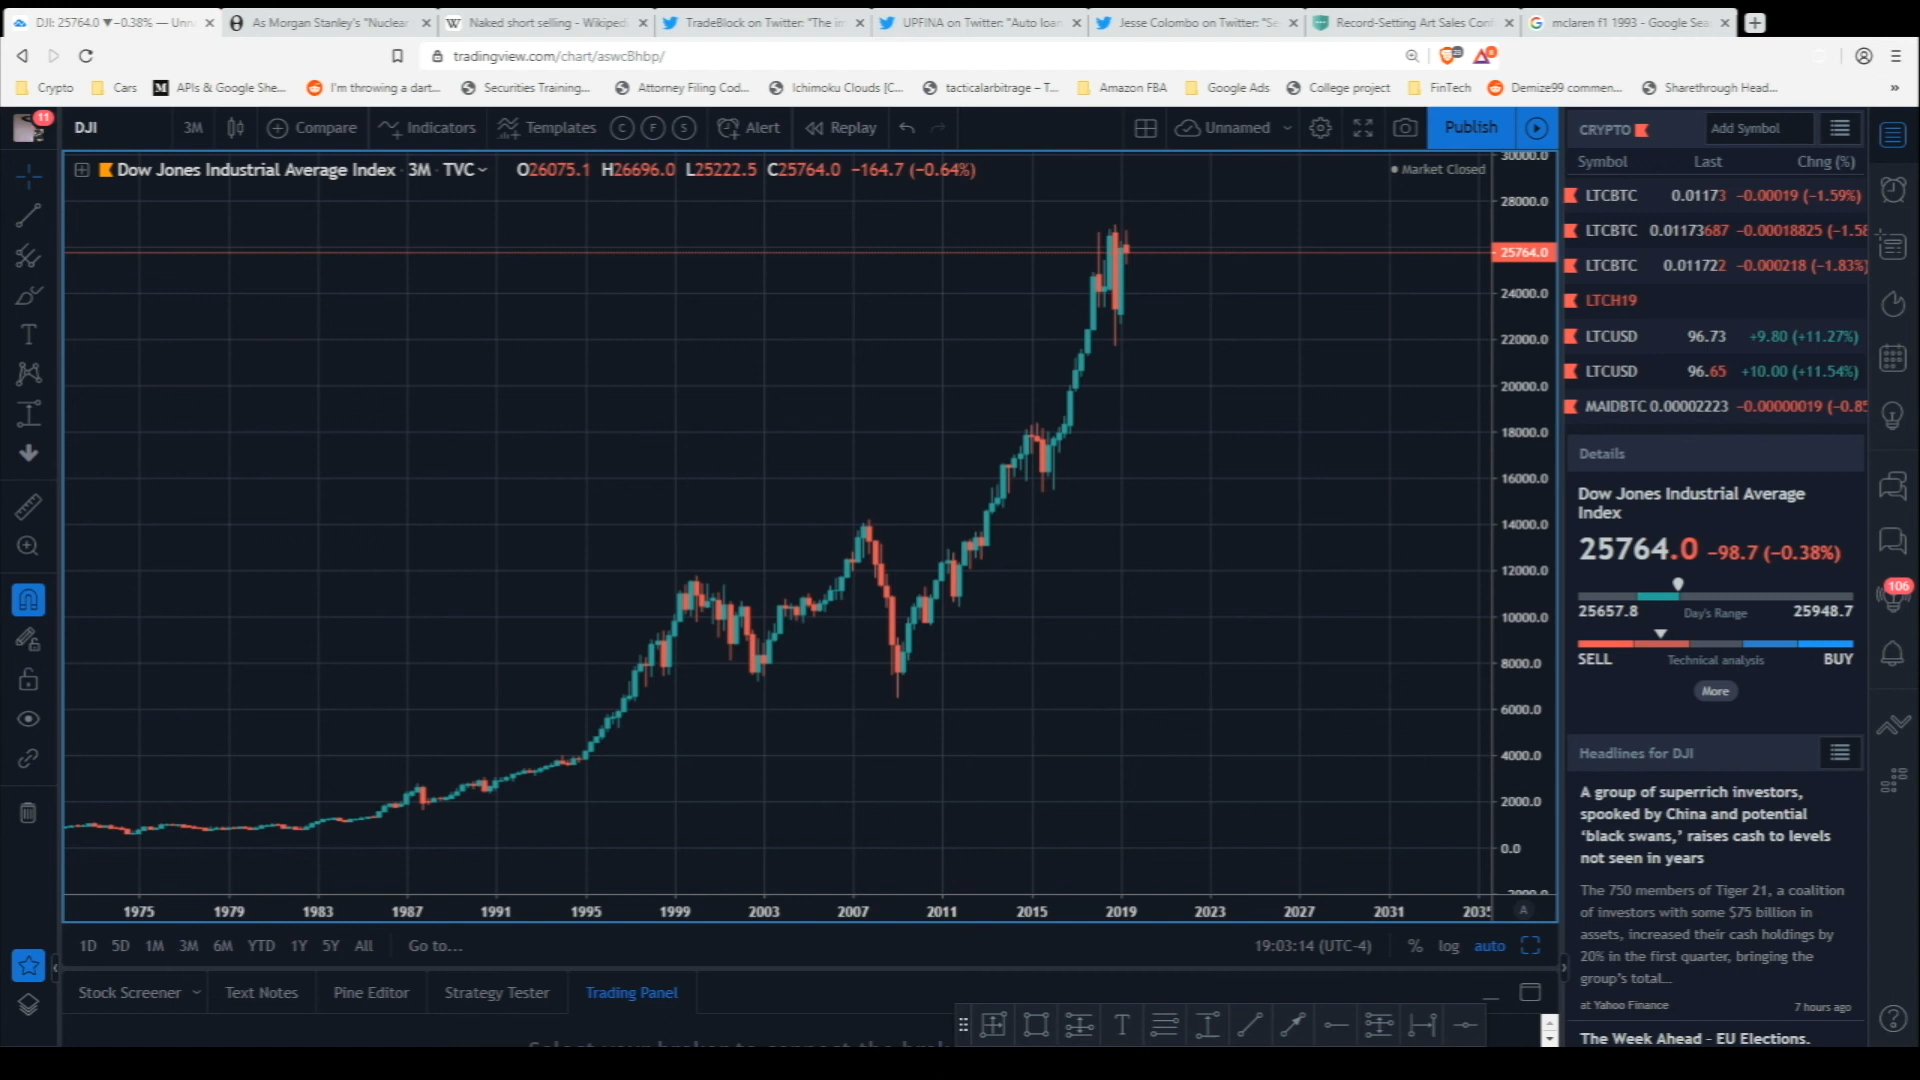 DJI: 25764.0 ▼−0.38% — Unn
As Morgan Stanley's "Nuclear
Naked short selling - Wikiped
TradeBlock on Twitter: "The im
UPFINA on Twitter: "Auto loan
Jesse Colombo on Twitter: "Se
Record-Setting Art Sales Conf
mclaren f1 1993 - Google Sea
tradingview.com/chart/aswcBhbp/
Crypto
Cars
APIs & Google She...
I'm throwing a dart...
Securities Training...
Attorney Filing Cod...
Ichimoku Clouds [C...
tacticalarbitrage – T...
Amazon FBA
Google Ads
College project
FinTech
Demize99 commen...
Sharethrough Head...
»
11
DJI
3M
Compare
Indicators
Templates
C F S
Alert
Replay
Unnamed
Publish
CRYPTO
Add Symbol
Symbol Last Chng (%)
Dow Jones Industrial Average Index · 3M · TVC
O26075.1 H26696.0 L25222.5 C25764.0 −164.7 (−0.64%)
Market Closed
30000.0
28000.0
25764.0
24000.0
22000.0
20000.0
18000.0
16000.0
14000.0
12000.0
10000.0
8000.0
6000.0
4000.0
2000.0
0.0
1975 1979 1983 1987 1991 1995 1999 2003 2007 2011 2015 2019 2023 2027 2031
A
LTCBTC 0.01173 −0.00019 (−1.59%)
LTCBTC 0.01173687 −0.00018825 (−1.58
LTCBTC 0.011722 −0.000218 (−1.83%)
LTCH19
LTCUSD 96.73 +9.80 (+11.27%)
LTCUSD 96.65 +10.00 (+11.54%)
MAIDBTC 0.00002223 −0.00000019 (−0.85
Details
Dow Jones Industrial Average
Index
25764.0 −98.7 (−0.38%)
25657.8 Day's Range 25948.7
SELL Technical analysis BUY
More
106
Headlines for DJI
A group of superrich investors,
spooked by China and potential
‘black swans,’ raises cash to levels
not seen in years
The 750 members of Tiger 21, a coalition
of investors with some $75 billion in
assets, increased their cash holdings by
20% in the first quarter, bringing the
group’s total...
at Yahoo Finance 7 hours ago
The Week Ahead - EU Elections.
1D 5D 1M 3M 6M YTD 1Y 5Y All Go to...
19:03:14 (UTC-4) % log auto
Stock Screener
Text Notes
Pine Editor
Strategy Tester
Trading Panel